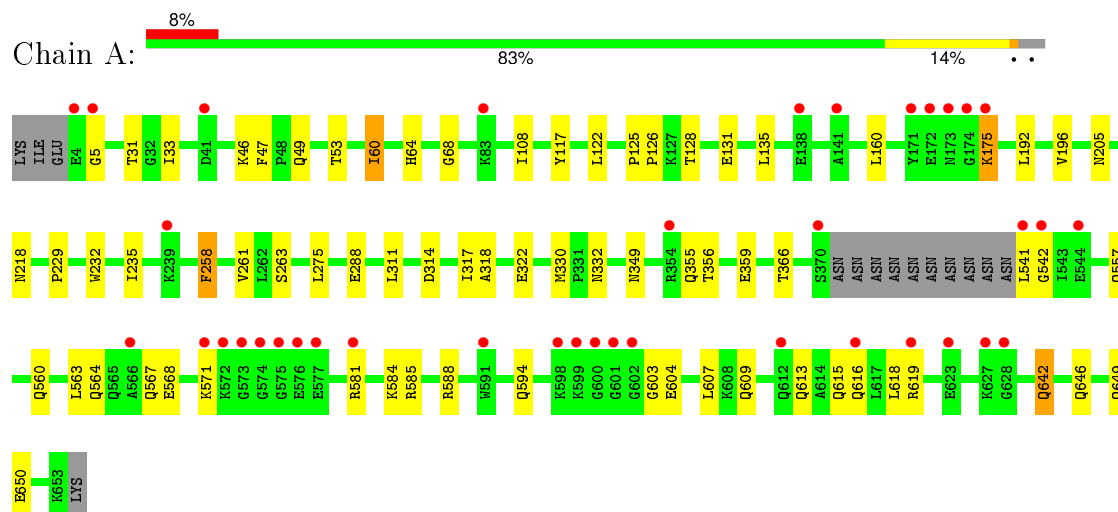 8%
Chain A:
83% 14% • •
LYS ILE GLU E4 G5 T31 G32 I33 D41 K46 F47 P48 Q49 T53 I60 H64 G68 K83 I108 Y117 L122 P125 P126 K127 T128 E131 L135 E138 A141 L160 Y171 E172 N173 G174 K175 L192 V196 N205
N218 P229 W232 I235 K239 F258 V261 L262 S263 L275 E288 L311 D314 I317 A318 E322 M330 P331 N332 N349 R354 Q355 T356 E359 T366 S370 ASN ASN ASN ASN ASN ASN ASN ASN ASN L541 G542 I543 E544 Q557
Q560 L563 Q564 Q565 A566 Q567 E568 K571 K572 G573 G574 G575 E576 E577 R581 K584 R585 R588 W591 Q594 K598 K599 G600 G601 G602 G603 E604 L607 K608 Q609 Q612 Q613 A614 Q615 Q616 L617 L618 R619 E623 K627 G628 Q642 Q646 Q649
E650 K653 LYS